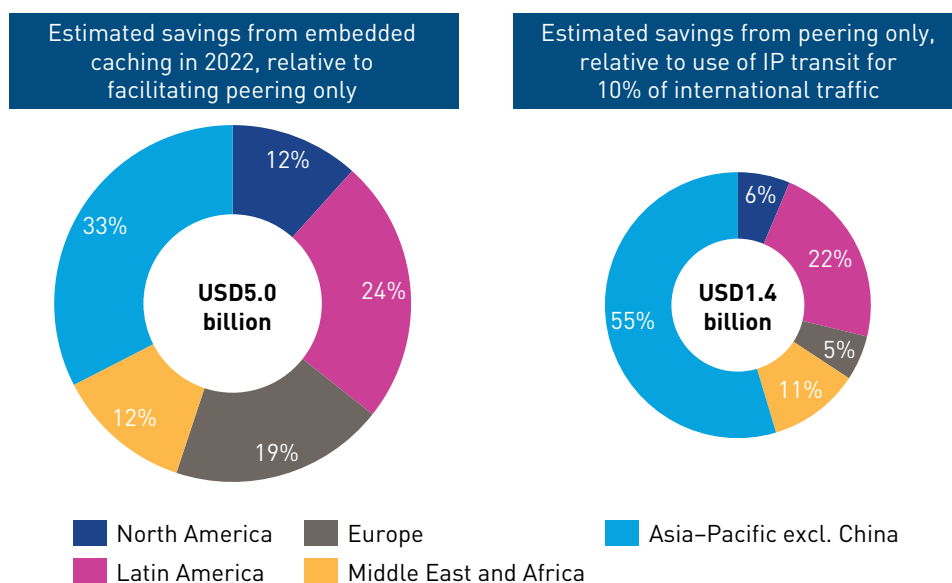 Estimated savings from embedded
caching in 2022, relative to
facilitating peering only
12%
24%
19%
12%
33%
USD5.0
billion
Estimated savings from peering only,
relative to use of IP transit for
10% of international traffic
6%
22%
5%
11%
55%
USD1.4
billion
North America
Latin America
Europe
Middle East and Africa
Asia–Pacific excl. China